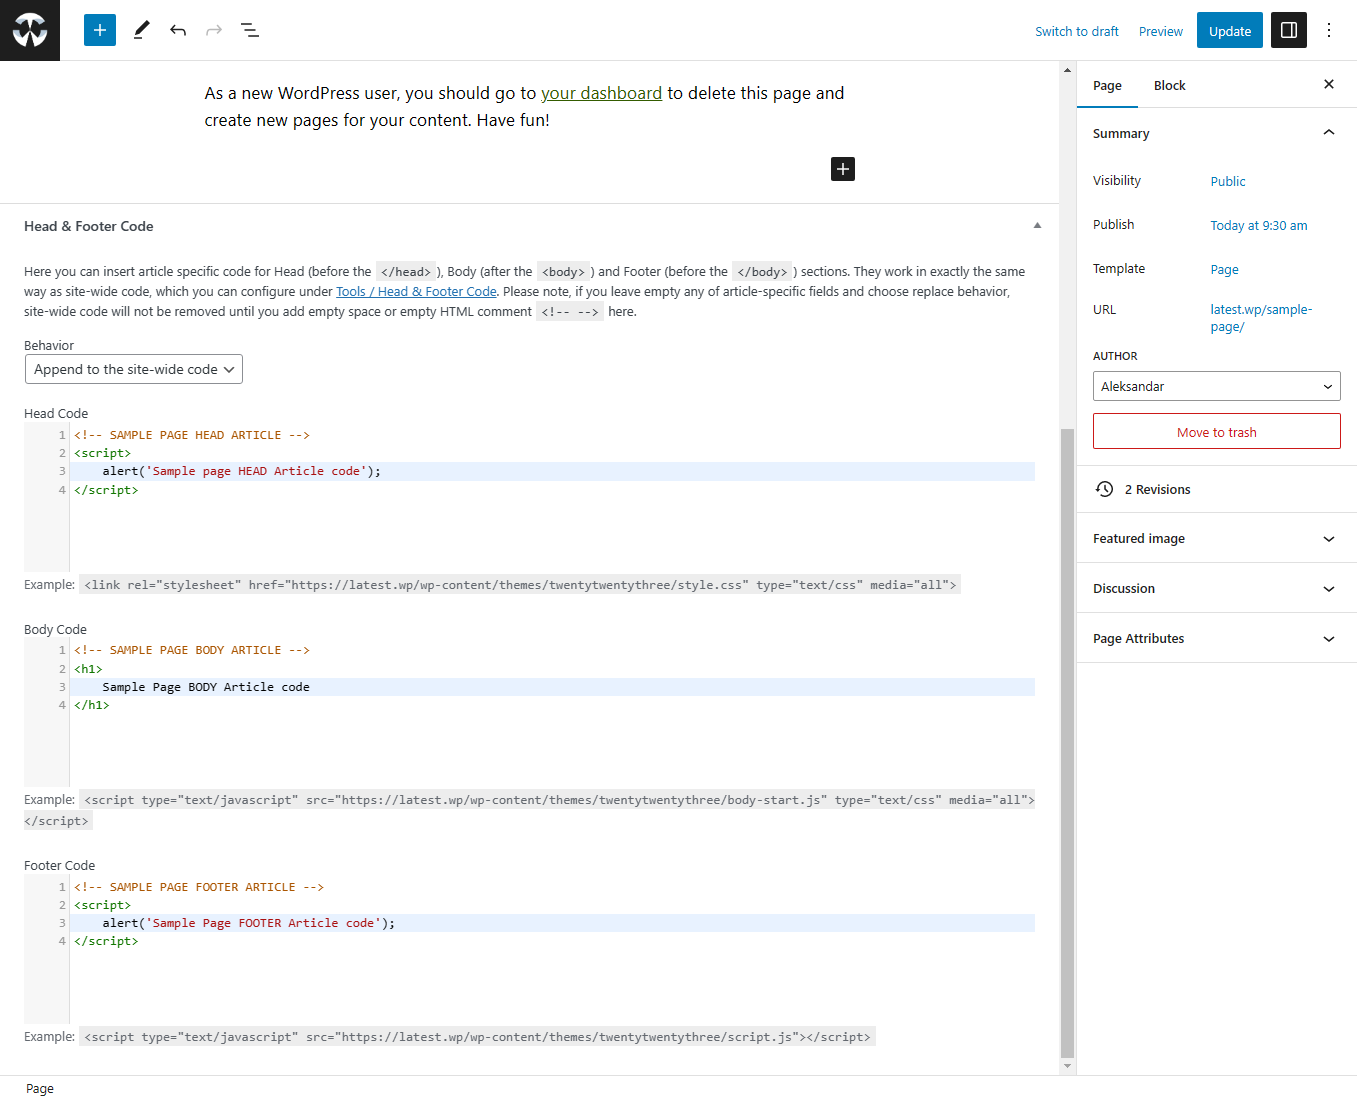 Switch to draft Preview Update
As a new WordPress user, you should go to your dashboard to delete this page and
create new pages for your content. Have fun!
Head & Footer Code
Here you can insert article specific code for Head (before the </head> ), Body (after the <body> ) and Footer (before the </body> ) sections. They work in exactly the same
way as site-wide code, which you can configure under Tools / Head & Footer Code. Please note, if you leave empty any of article-specific fields and choose replace behavior,
site-wide code will not be removed until you add empty space or empty HTML comment <!-- --> here.
Behavior
Append to the site-wide code
Head Code
1 <!-- SAMPLE PAGE HEAD ARTICLE -->
2 <script>
3     alert('Sample page HEAD Article code');
4 </script>
Example: <link rel="stylesheet" href="https://latest.wp/wp-content/themes/twentytwentythree/style.css" type="text/css" media="all">
Body Code
1 <!-- SAMPLE PAGE BODY ARTICLE -->
2 <h1>
3     Sample Page BODY Article code
4 </h1>
Example: <script type="text/javascript" src="https://latest.wp/wp-content/themes/twentytwentythree/body-start.js" type="text/css" media="all">
</script>
Footer Code
1 <!-- SAMPLE PAGE FOOTER ARTICLE -->
2 <script>
3     alert('Sample Page FOOTER Article code');
4 </script>
Example: <script type="text/javascript" src="https://latest.wp/wp-content/themes/twentytwentythree/script.js"></script>
Page
Page Block
Summary
Visibility Public
Publish Today at 9:30 am
Template Page
URL latest.wp/sample-
page/
AUTHOR
Aleksandar
Move to trash
2 Revisions
Featured image
Discussion
Page Attributes